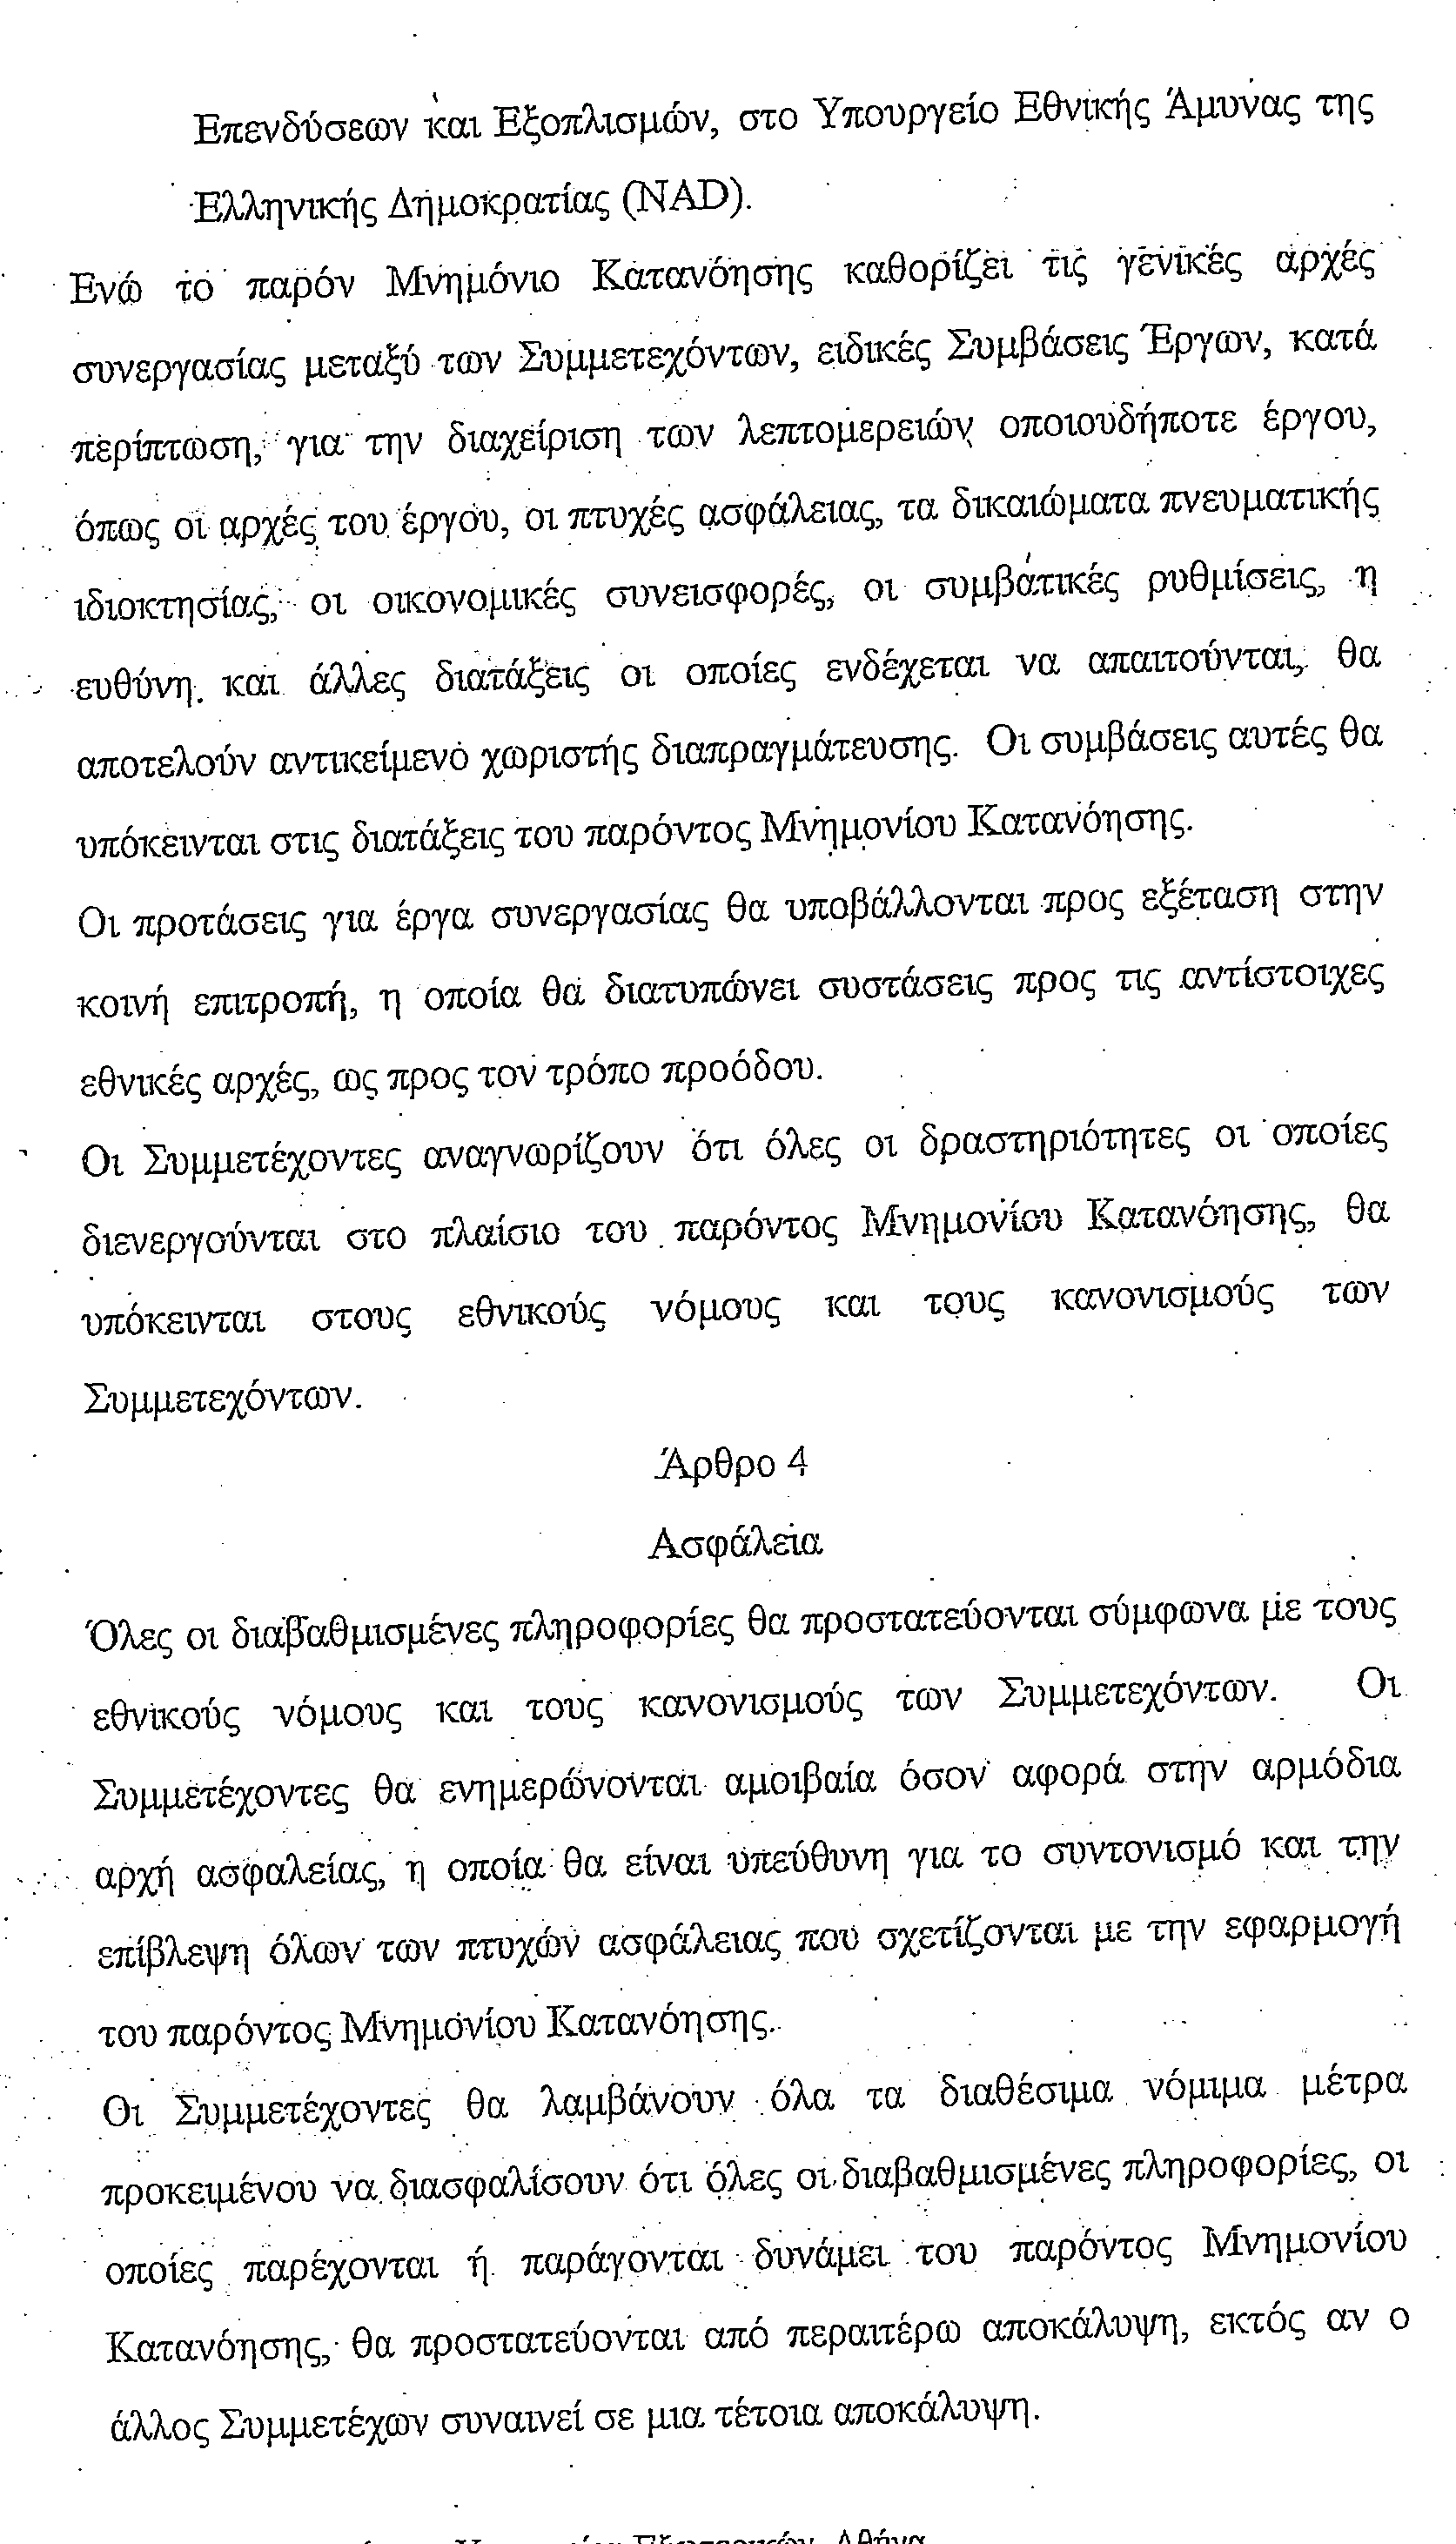 Επενδύσεων και Εξοπλισμών, στο Υπουργείο Εθνικής Άμυνας της
Ελληνικής Δημοκρατίας (NAD).
Ενώ το παρόν Μνημόνιο Κατανόησης καθορίζει τις γενικές αρχές
συνεργασίας μεταξύ των Συμμετεχόντων, ειδικές Συμβάσεις Έργων, κατά
περίπτωση, για την διαχείριση των λεπτομερειών οποιουδήποτε έργου,
όπως οι αρχές του έργου, οι πτυχές ασφάλειας, τα δικαιώματα πνευματικής
ιδιοκτησίας, οι οικονομικές συνεισφορές, οι συμβατικές ρυθμίσεις, η
ευθύνη και άλλες διατάξεις οι οποίες ενδέχεται να απαιτούνται, θα
αποτελούν αντικείμενο χωριστής διαπραγμάτευσης. Οι συμβάσεις αυτές θα
υπόκεινται στις διατάξεις του παρόντος Μνημονίου Κατανόησης.
Οι προτάσεις για έργα συνεργασίας θα υποβάλλονται προς εξέταση στην
κοινή επιτροπή, η οποία θα διατυπώνει συστάσεις προς τις αντίστοιχες
εθνικές αρχές, ως προς τον τρόπο προόδου.
Οι Συμμετέχοντες αναγνωρίζουν ότι όλες οι δραστηριότητες οι οποίες
διενεργούνται στο πλαίσιο του παρόντος Μνημονίου Κατανόησης, θα
υπόκεινται στους εθνικούς νόμους και τους κανονισμούς των
Συμμετεχόντων.
Άρθρο 4
Ασφάλεια
Όλες οι διαβαθμισμένες πληροφορίες θα προστατεύονται σύμφωνα με τους
εθνικούς νόμους και τους κανονισμούς των Συμμετεχόντων. Οι
Συμμετέχοντες θα ενημερώνονται αμοιβαία όσον αφορά στην αρμόδια
αρχή ασφαλείας, η οποία θα είναι υπεύθυνη για το συντονισμό και την
επίβλεψη όλων των πτυχών ασφάλειας που σχετίζονται με την εφαρμογή
του παρόντος Μνημονίου Κατανόησης.
Οι Συμμετέχοντες θα λαμβάνουν όλα τα διαθέσιμα νόμιμα μέτρα
προκειμένου να διασφαλίσουν ότι όλες οι διαβαθμισμένες πληροφορίες, οι
οποίες παρέχονται ή παράγονται δυνάμει του παρόντος Μνημονίου
Κατανόησης, θα προστατεύονται από περαιτέρω αποκάλυψη, εκτός αν ο
άλλος Συμμετέχων συναινεί σε μια τέτοια αποκάλυψη.